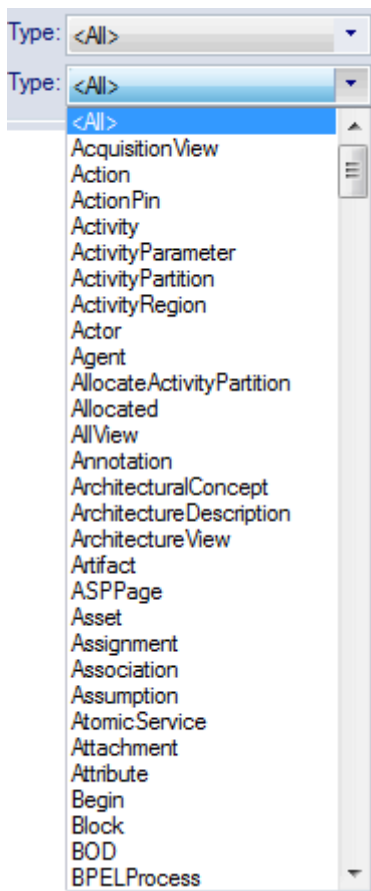 Type: <All>
Type: <All>
<All>
AcquisitionView
Action
ActionPin
Activity
ActivityParameter
ActivityPartition
ActivityRegion
Actor
Agent
AllocateActivityPartition
Allocated
AllView
Annotation
ArchitecturalConcept
ArchitectureDescription
ArchitectureView
Artifact
ASPPage
Asset
Assignment
Association
Assumption
AtomicService
Attachment
Attribute
Begin
Block
BOD
BPELProcess